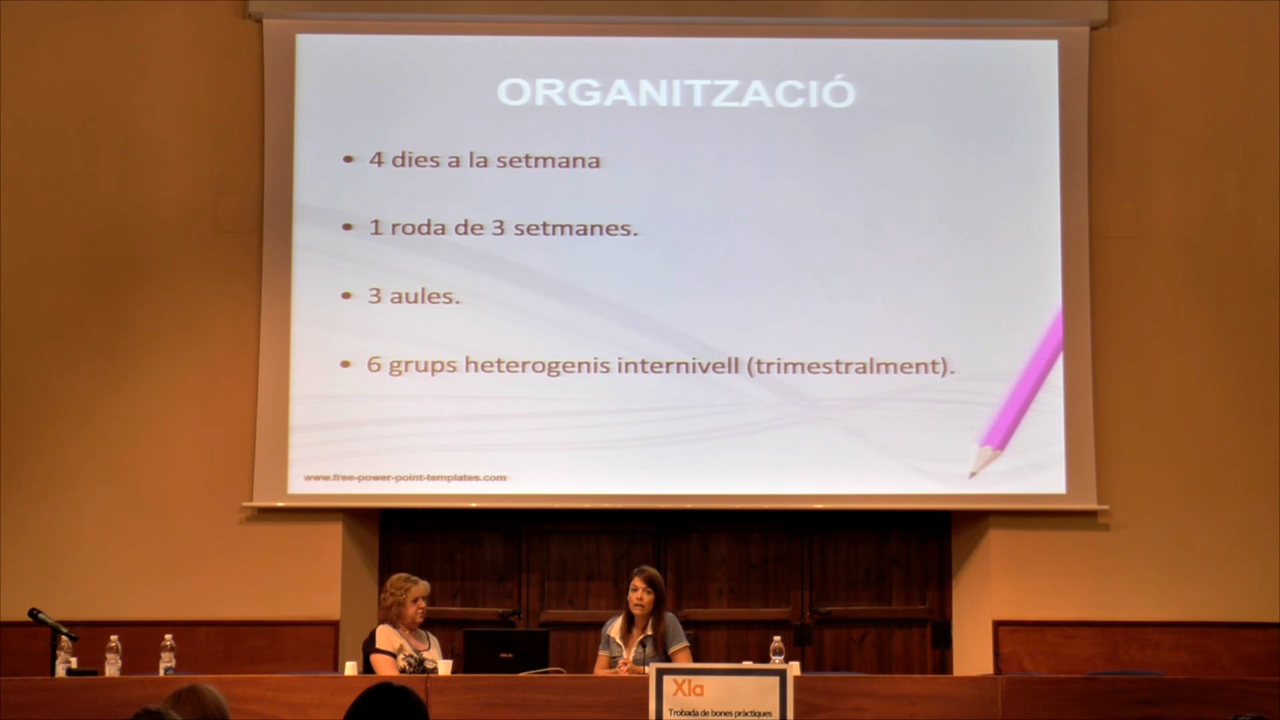 ORGANITZACIÓ
• 4 dies a la setmana
• 1 roda de 3 setmanes.
• 3 aules.
• 6 grups heterogenis internivell (trimestralment).
www.free-power-point-templates.com
XIa
Trobada de bones pràctiques